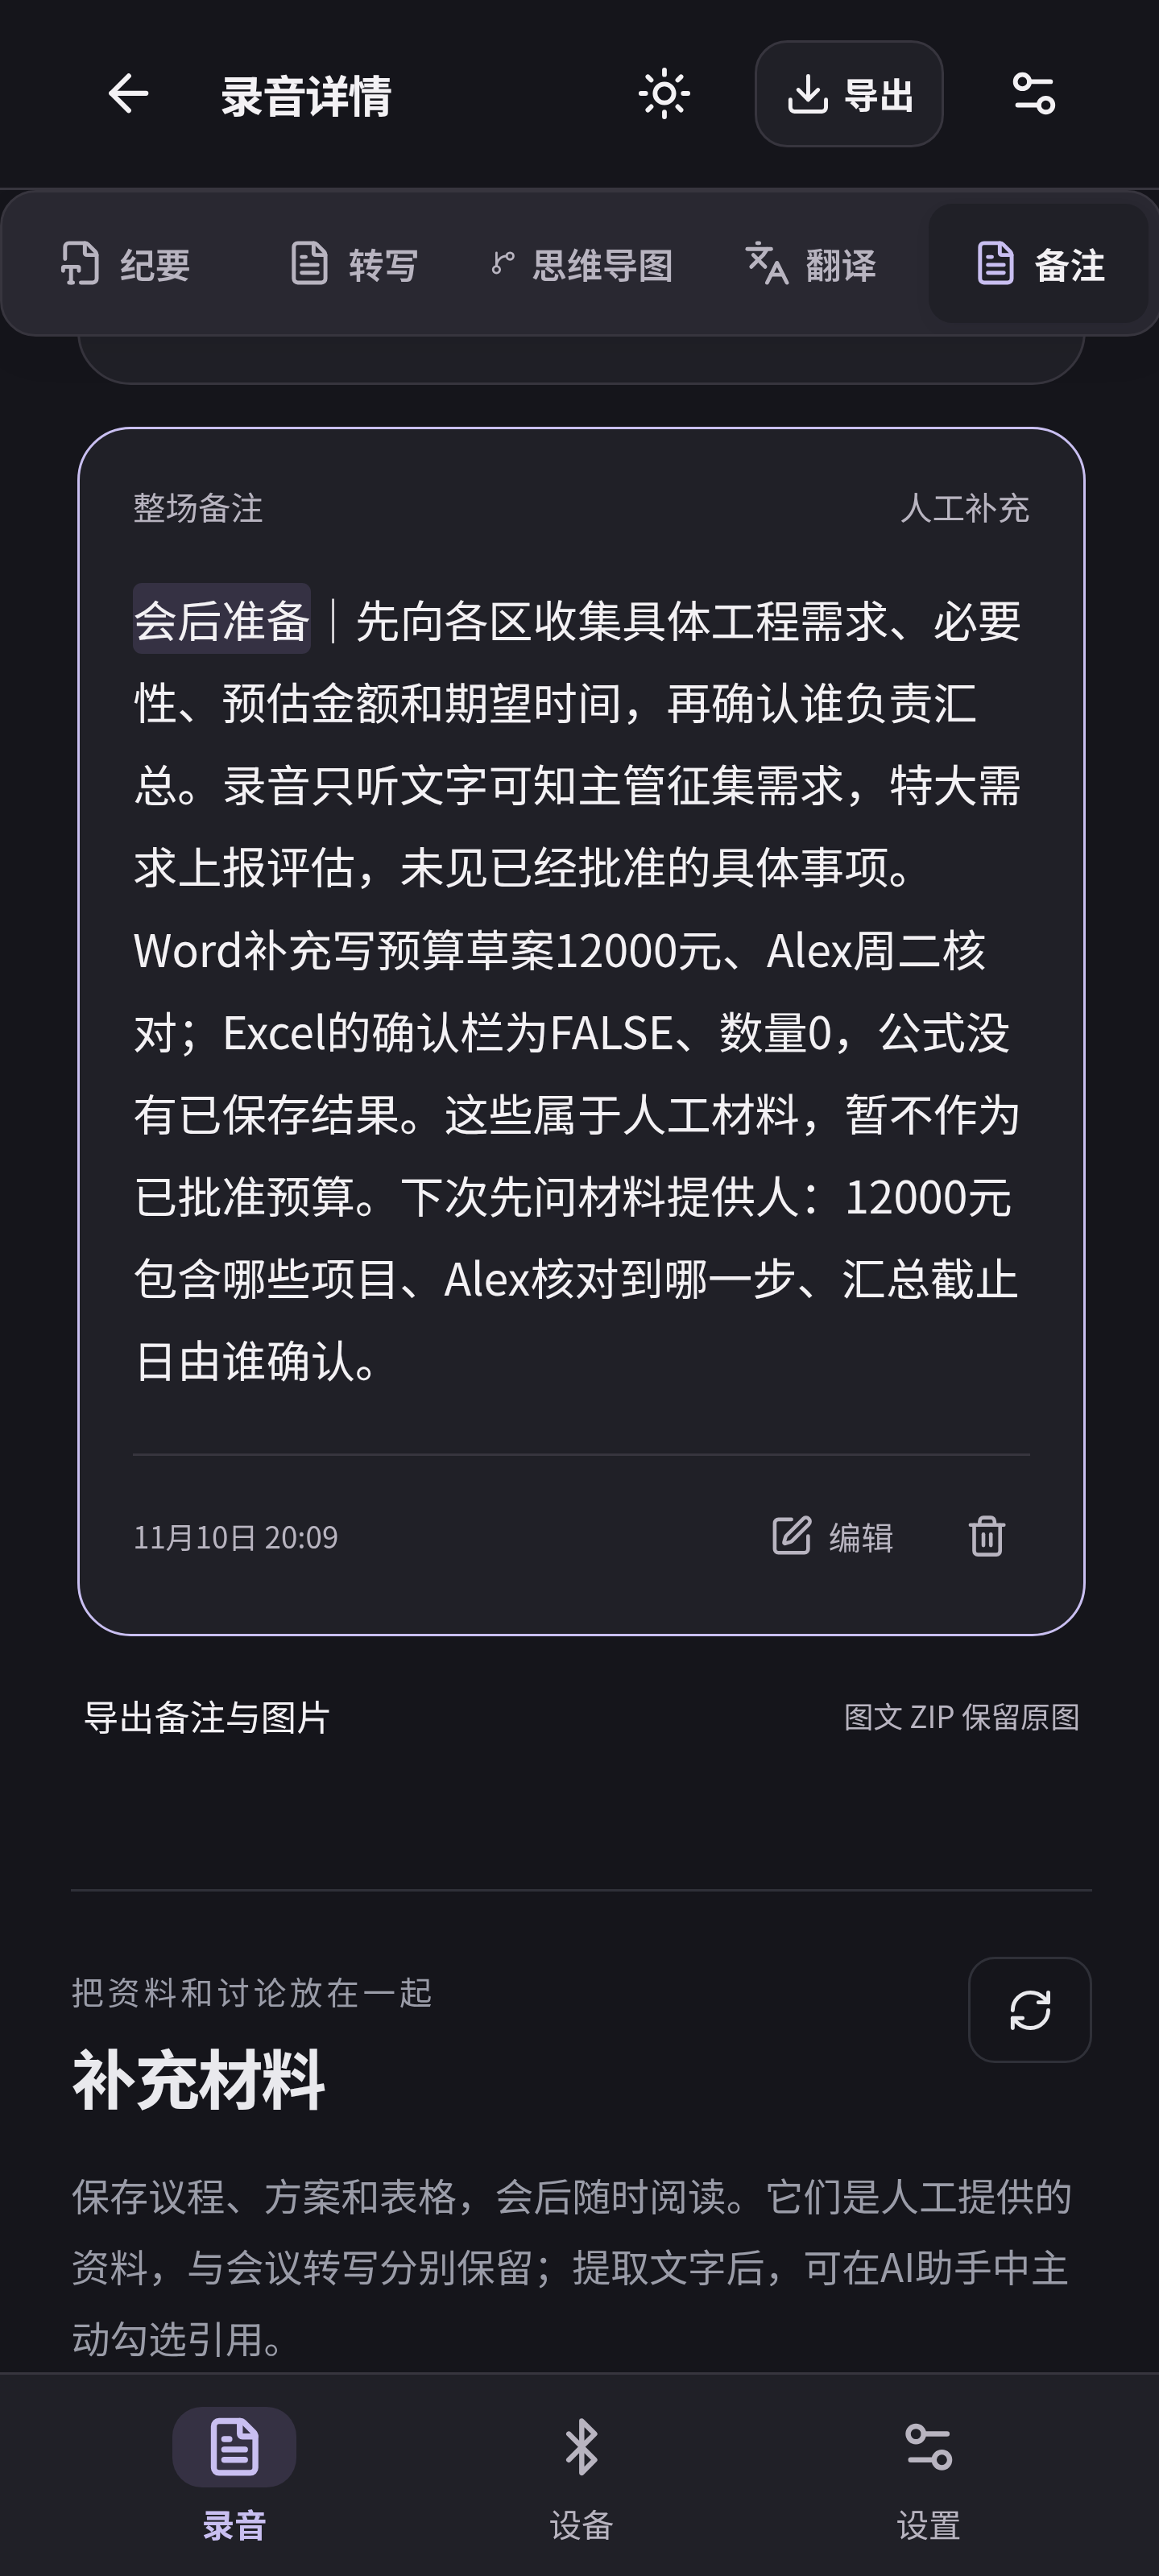 录音详情
导出
纪要
转写
思维导图
翻译
备注
整场备注
人工补充
会后准备｜先向各区收集具体工程需求、必要
性、预估金额和期望时间，再确认谁负责汇
总。录音只听文字可知主管征集需求，特大需
求上报评估，未见已经批准的具体事项。
Word补充写预算草案12000元、Alex周二核
对；Excel的确认栏为FALSE、数量0，公式没
有已保存结果。这些属于人工材料，暂不作为
已批准预算。下次先问材料提供人：12000元
包含哪些项目、Alex核对到哪一步、汇总截止
日由谁确认。
11月10日 20:09
编辑
导出备注与图片
图文 ZIP 保留原图
把资料和讨论放在一起
补充材料
保存议程、方案和表格，会后随时阅读。它们是人工提供的
资料，与会议转写分别保留；提取文字后，可在AI助手中主
动勾选引用。
录音
设备
设置